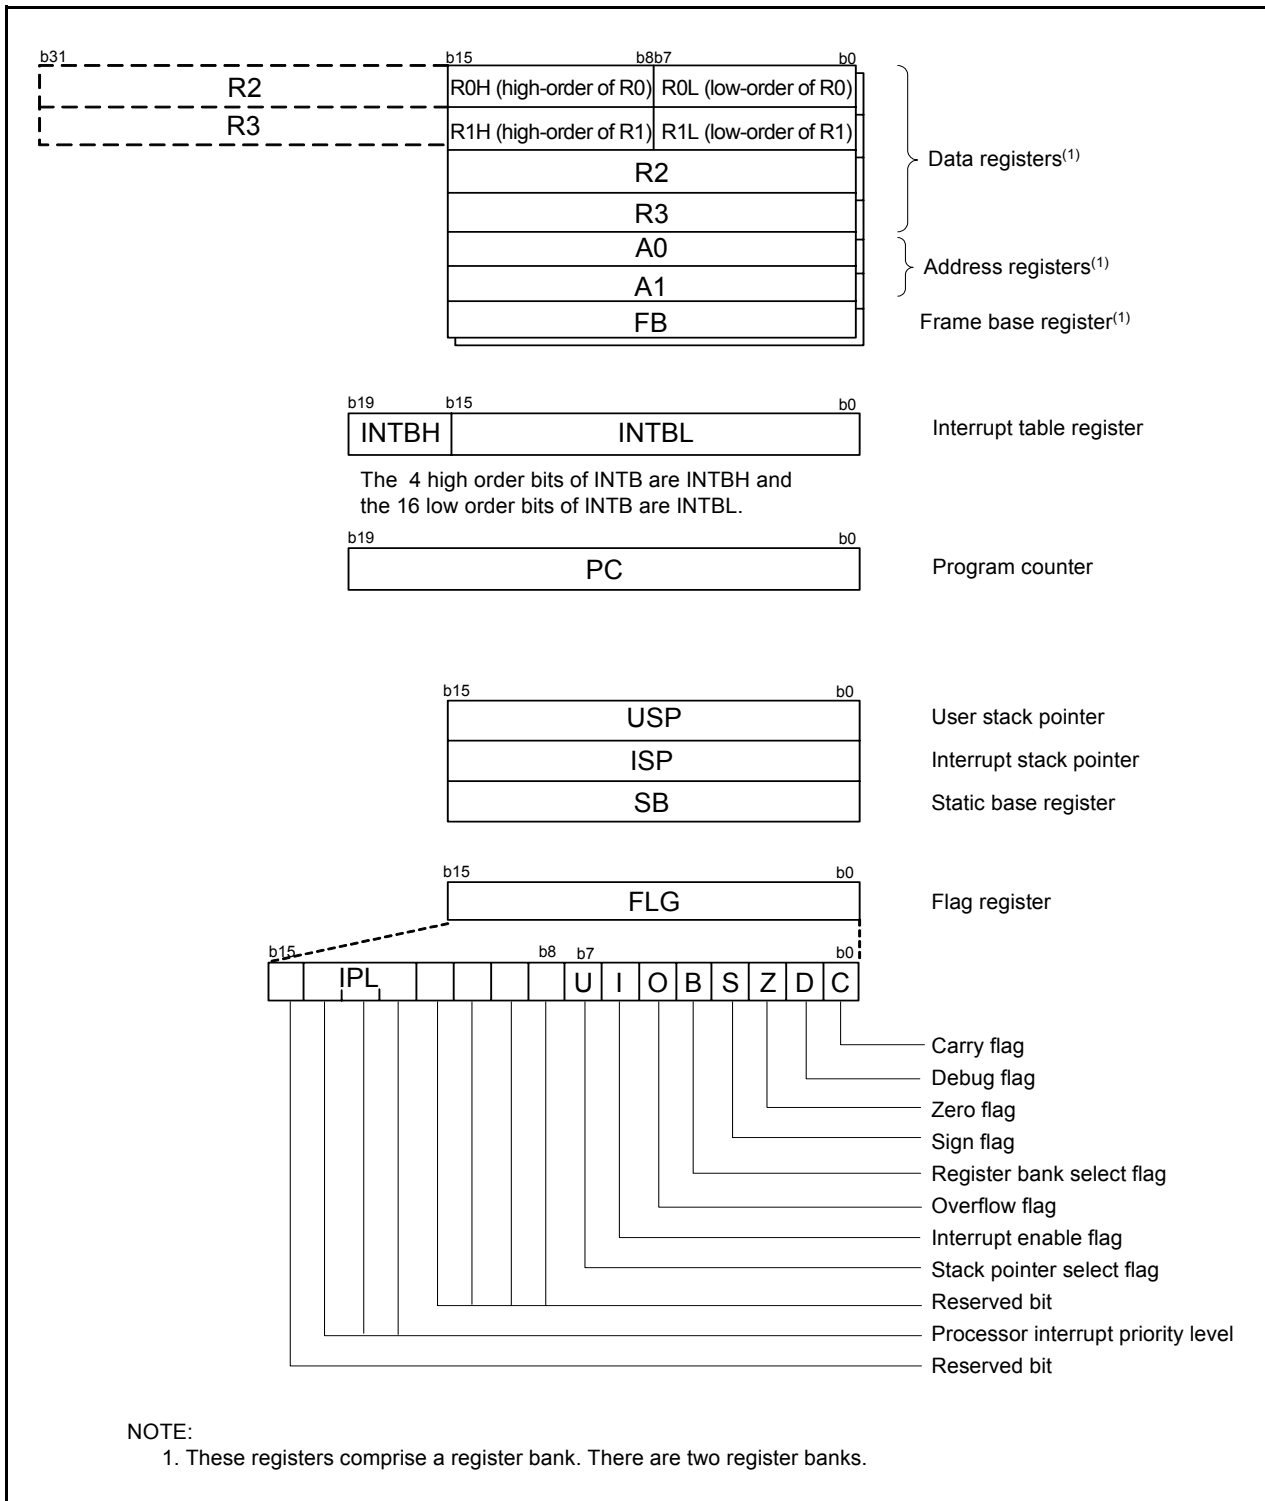 b31 b15 b8b7 b0
R2 R0H (high-order of R0) R0L (low-order of R0)
R3 R1H (high-order of R1) R1L (low-order of R1)
R2
R3
Data registers(1)
A0
A1
Address registers(1)
FB Frame base register(1)
b19 b15 b0
INTBH INTBL Interrupt table register
The 4 high order bits of INTB are INTBH and
the 16 low order bits of INTB are INTBL.
b19 b0
PC Program counter
b15 b0
USP User stack pointer
ISP Interrupt stack pointer
SB Static base register
b15 b0
FLG Flag register
b15 b8 b7 b0
IPL U I O B S Z D C
Carry flag
Debug flag
Zero flag
Sign flag
Register bank select flag
Overflow flag
Interrupt enable flag
Stack pointer select flag
Reserved bit
Processor interrupt priority level
Reserved bit
NOTE:
1. These registers comprise a register bank. There are two register banks.